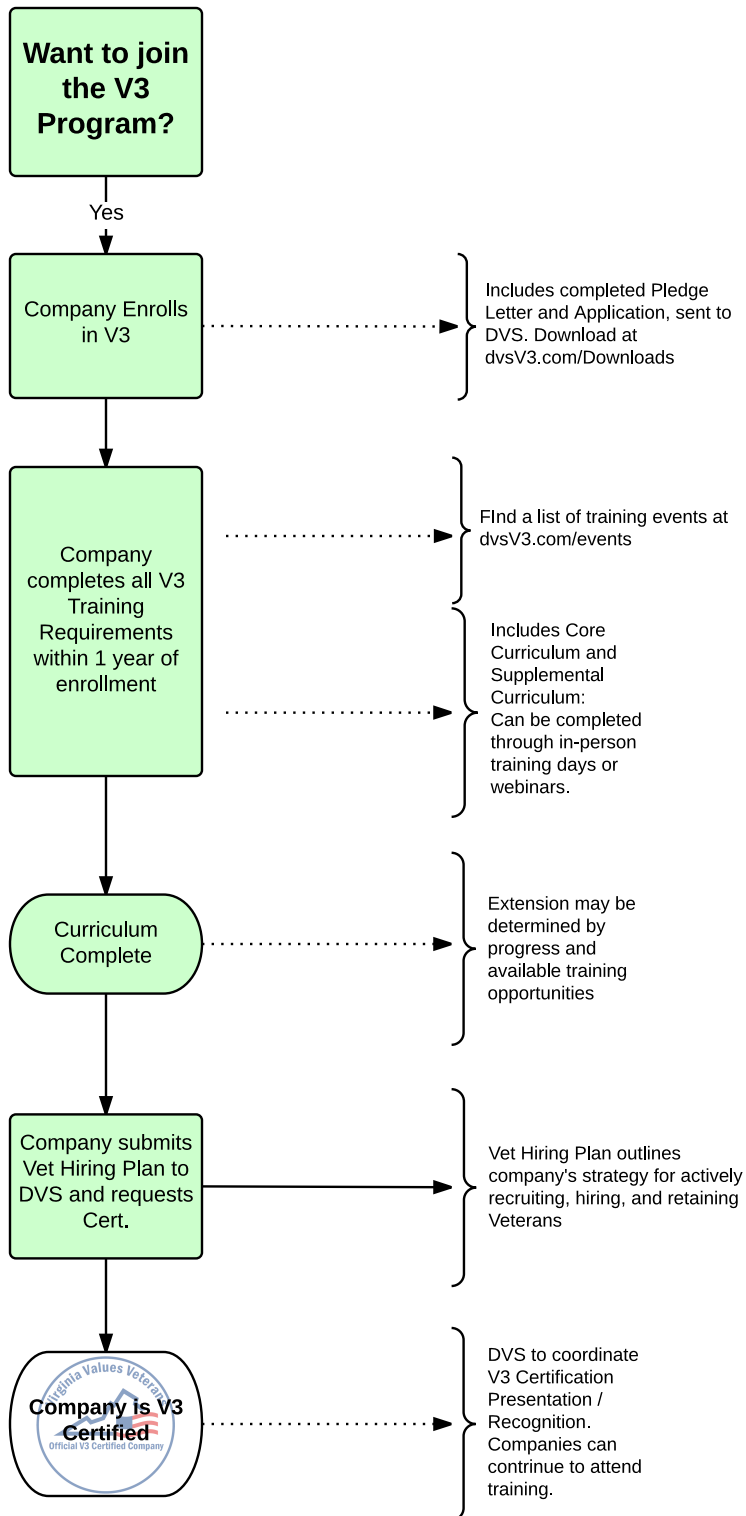 Want to join
the V3
Program?
Yes
Company Enrolls
in V3
Includes completed Pledge
Letter and Application, sent to
DVS. Download at
dvsV3.com/Downloads
Company
completes all V3
Training
Requirements
within 1 year of
enrollment
FInd a list of training events at
dvsV3.com/events
Includes Core
Curriculum and
Supplemental
Curriculum:
Can be completed
through in-person
training days or
webinars.
Curriculum
Complete
Extension may be
determined by
progress and
available training
opportunities
Company submits
Vet Hiring Plan to
DVS and requests
Cert.
Vet Hiring Plan outlines
company's strategy for actively
recruiting, hiring, and retaining
Veterans
Virginia Values Veterans
Company is V3
Certified
Official V3 Certified Company
DVS to coordinate
V3 Certification
Presentation /
Recognition.
Companies can
continue to attend
training.